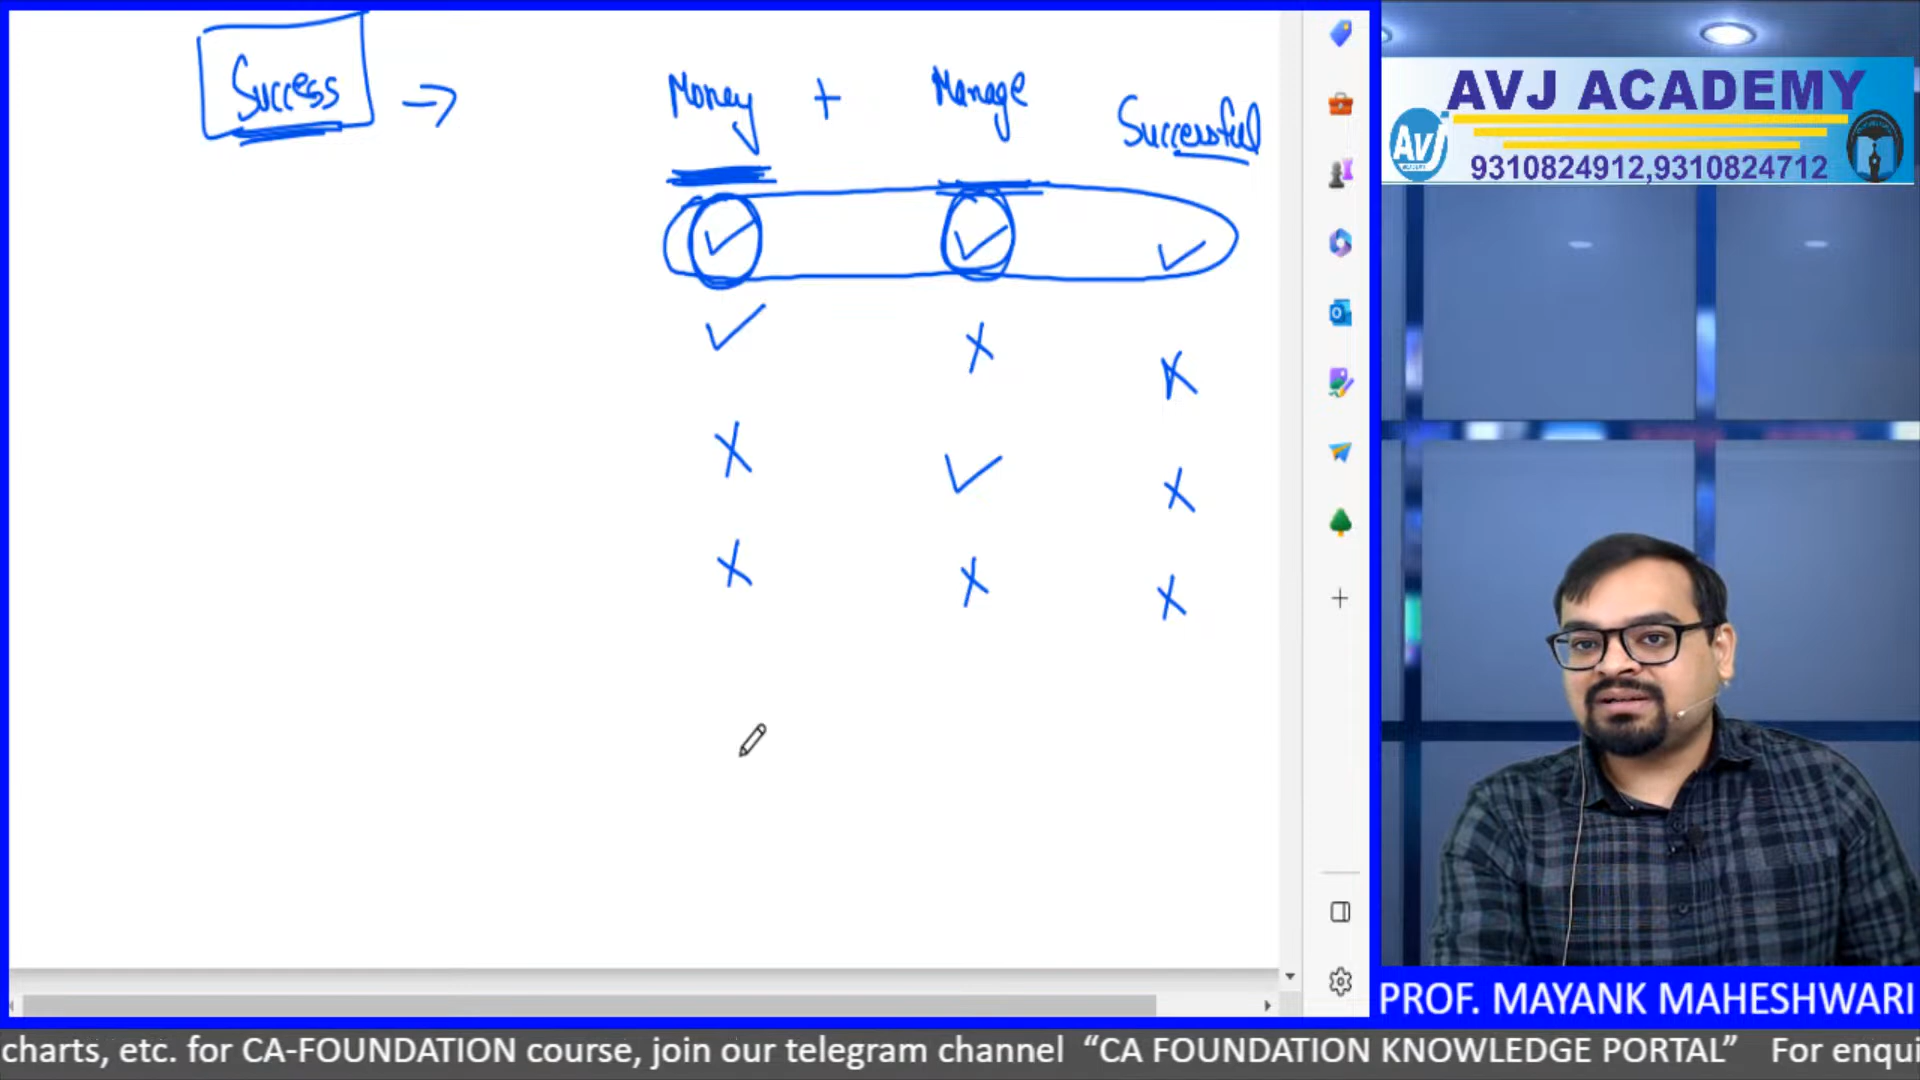 Success → Money + Manage Successful
✓ ✓ ✓
✓ X X
X ✓ X
X X X
AVJ ACADEMY
AVJ
9310824912,9310824712
PROF. MAYANK MAHESHWARI
charts, etc. for CA-FOUNDATION course, join our telegram channel “CA FOUNDATION KNOWLEDGE PORTAL” For enqui